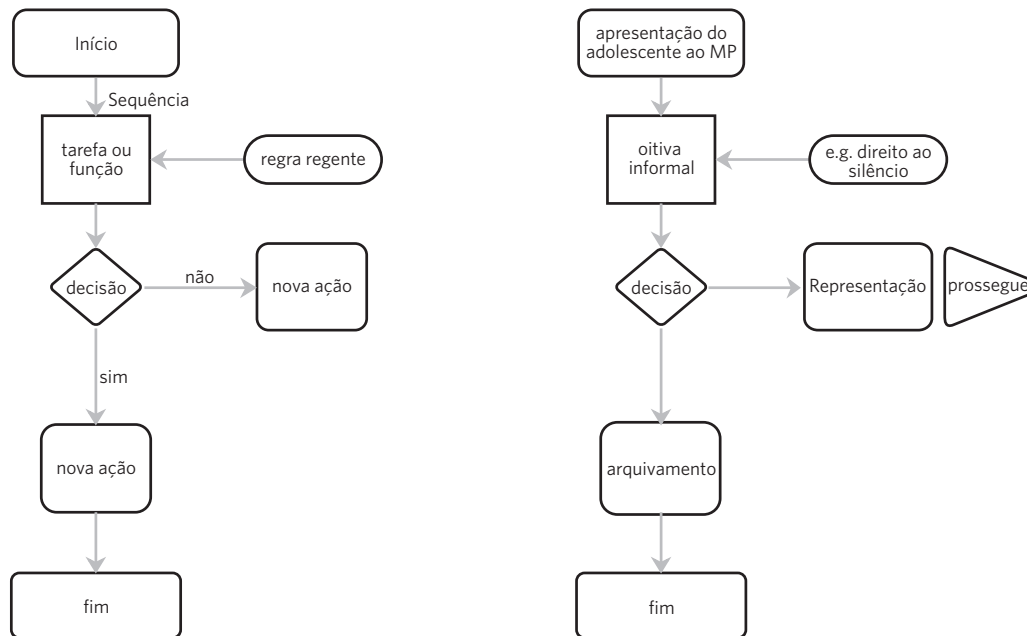 Início
Sequência
tarefa ou
função
regra regente
decisão
não
nova ação
sim
nova ação
fim
apresentação do
adolescente ao MP
oitiva
informal
e.g. direito ao
silêncio
decisão
Representação
prossegue
arquivamento
fim